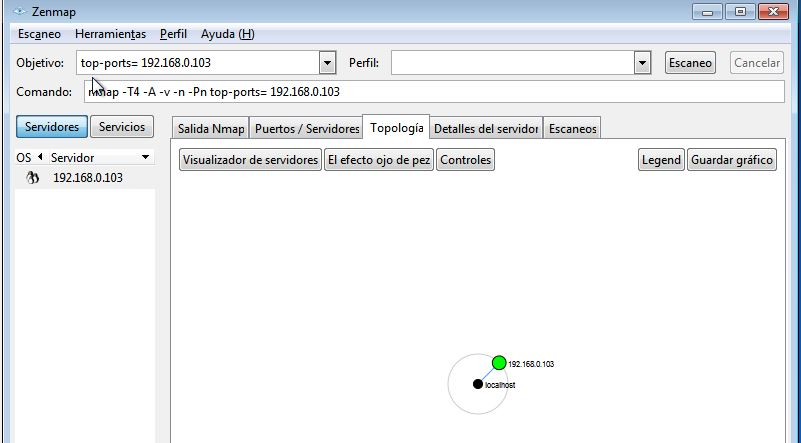 Zenmap
Escaneo Herramientas Perfil Ayuda (H)
Objetivo: top-ports= 192.168.0.103 Perfil: Escaneo Cancelar
Comando: nmap -T4 -A -v -n -Pn top-ports= 192.168.0.103
Servidores Servicios Salida Nmap Puertos / Servidores Topología Detalles del servidor Escaneos
OS Servidor Visualizador de servidores El efecto ojo de pez Controles Legend Guardar gráfico
192.168.0.103
192.168.0.103
localhost